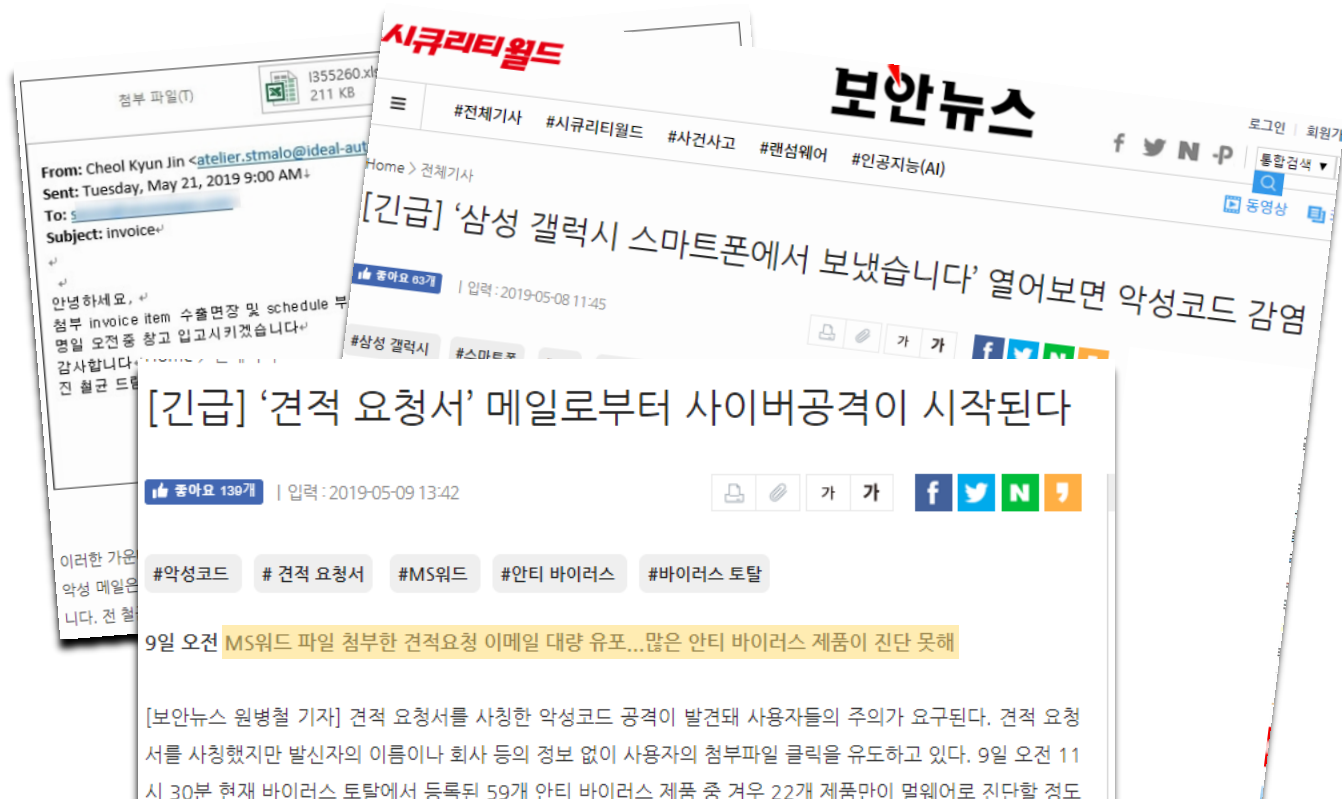 첨부 파일(T)
I355260.xls
211 KB
From: Cheol Kyun Jin <atelier.stmalo@ideal-aut
Sent: Tuesday, May 21, 2019 9:00 AM↓
To: s
Subject: invoice↵
↵
↵
안녕하세요, ↵
첨부 invoice item 수출면장 및 schedule 부
명일 오전중 창고 입고시키겠습니다↵
감사합니다.
진 철균 드림
이러한 가운
악성 메일은
니다. 전 철
시큐리티월드
보안뉴스
로그인 | 회원가
≡ #전체기사 #시큐리티월드 #사건사고 #랜섬웨어 #인공지능(AI)
f N P 통합검색 ▼
동영상
Home > 전체기사
[긴급] ‘삼성 갤럭시 스마트폰에서 보냈습니다’ 열어보면 악성코드 감염
좋아요 63개 | 입력 : 2019-05-08 11:45
가 가 f N
#삼성 갤럭시 #스마트폰
[긴급] ‘견적 요청서’ 메일로부터 사이버공격이 시작된다
좋아요 139개 | 입력 : 2019-05-09 13:42
가 가 f N
#악성코드 # 견적 요청서 #MS워드 #안티 바이러스 #바이러스 토탈
9일 오전 MS워드 파일 첨부한 견적요청 이메일 대량 유포...많은 안티 바이러스 제품이 진단 못해
[보안뉴스 원병철 기자] 견적 요청서를 사칭한 악성코드 공격이 발견돼 사용자들의 주의가 요구된다. 견적 요청
서를 사칭했지만 발신자의 이름이나 회사 등의 정보 없이 사용자의 첨부파일 클릭을 유도하고 있다. 9일 오전 11
시 30분 현재 바이러스 토탈에서 등록된 59개 안티 바이러스 제품 중 겨우 22개 제품만이 멀웨어로 진단할 정도